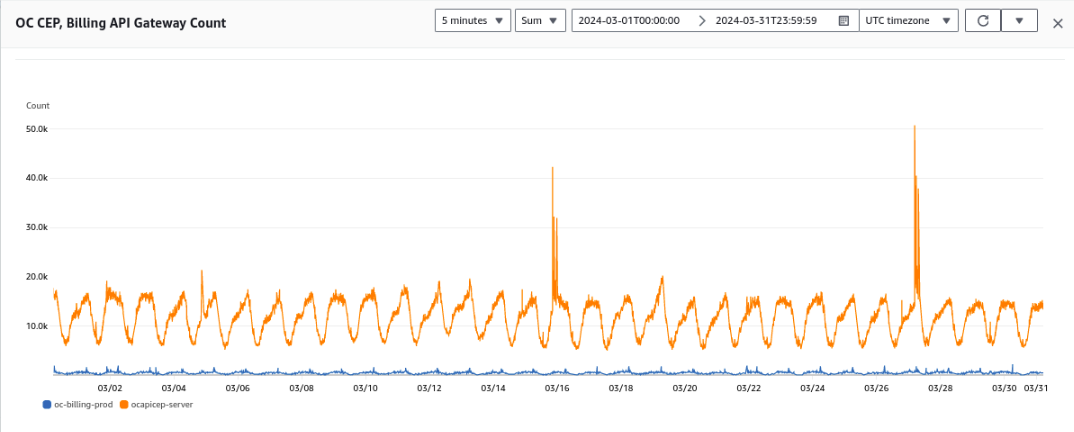 OC CEP, Billing API Gateway Count
5 minutes Sum 2024-03-01T00:00:00 2024-03-31T23:59:59 UTC timezone
Count
50.0k
40.0k
30.0k
20.0k
10.0k
03/02 03/04 03/06 03/08 03/10 03/12 03/14 03/16 03/18 03/20 03/22 03/24 03/26 03/28 03/30 03/31
oc-billing-prod ocapicep-server